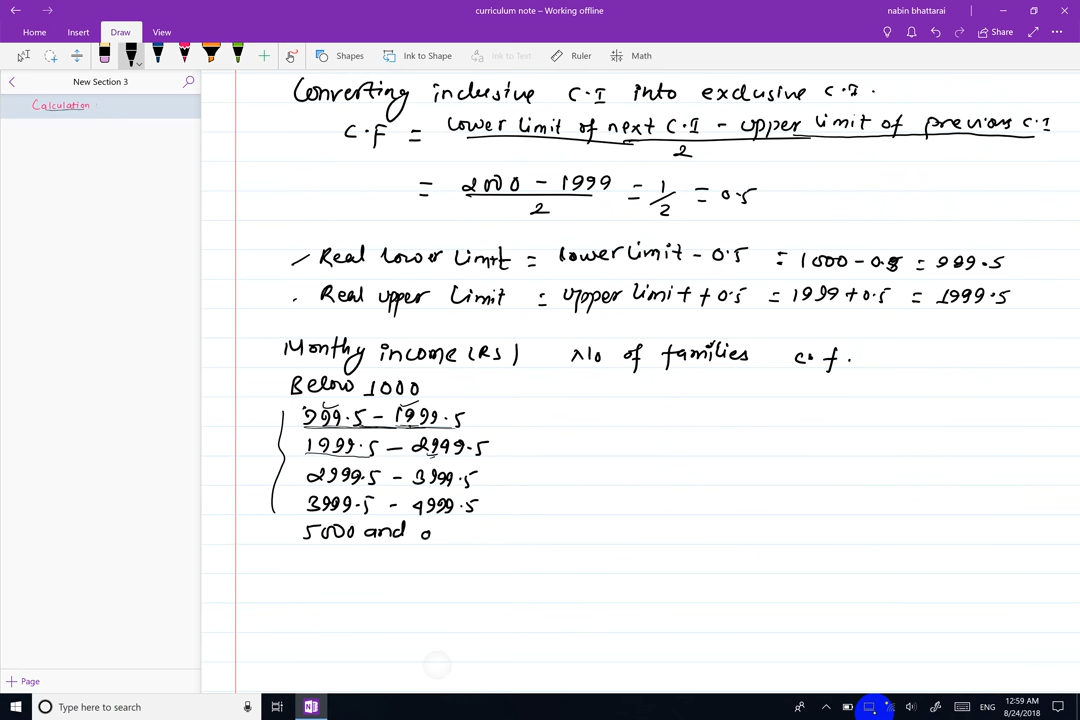 curriculum note – Working offline
nabin bhattarai
Home Insert Draw View
Share
Shapes Ink to Shape Ink to Text Ruler Math
New Section 3
Calculation
Converting inclusive C.I into exclusive C.I.
C.F = lower limit of next C.I - upper limit of previous C.I
2
= 2000 - 1999 = 1/2 = 0.5
2
Real lower limit = lower limit - 0.5 = 1000 - 0.5 = 999.5
Real upper limit = upper limit + 0.5 = 1999 + 0.5 = 1999.5
Monthy income (RS) No of families c.f.
Below 1000
999.5 - 1999.5
1999.5 - 2999.5
2999.5 - 3999.5
3999.5 - 4999.5
5000 and o
Page
Type here to search
ENG
12:59 AM
8/24/2018